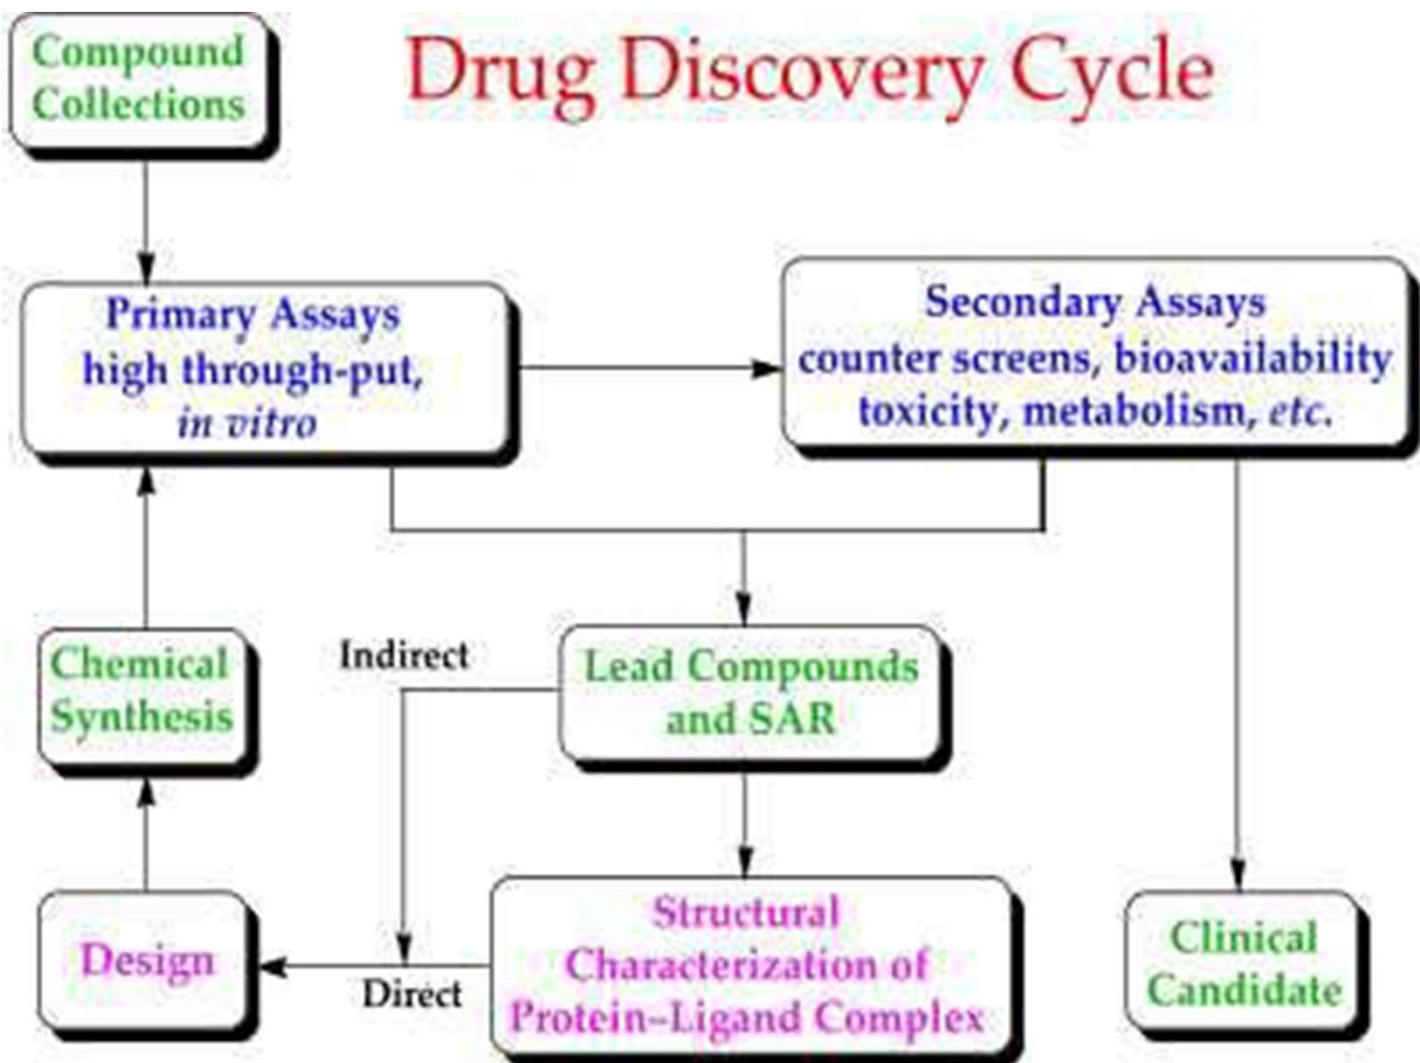 Drug Discovery Cycle
Compound
Collections
Primary Assays
high through-put,
in vitro
Secondary Assays
counter screens, bioavailability
toxicity, metabolism, etc.
Chemical
Synthesis
Indirect
Lead Compounds
and SAR
Design
Direct
Structural
Characterization of
Protein–Ligand Complex
Clinical
Candidate